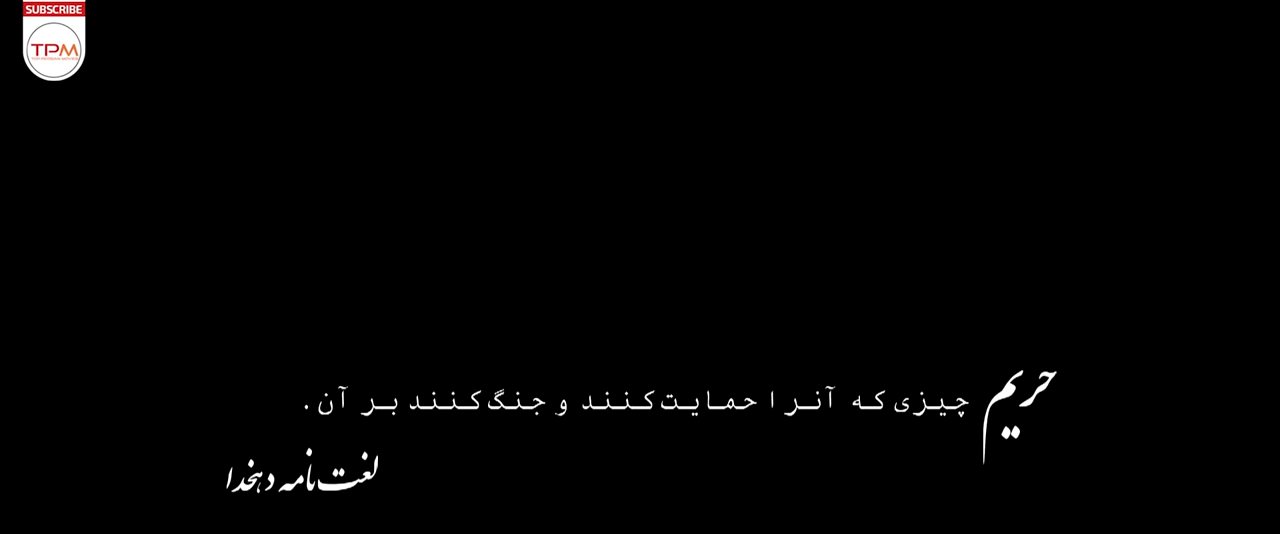 SUBSCRIBE
TPM
حریم چیزی که آنرا حمایت‌کنند و جنگ‌کنند بر آن.
لغت‌نامه دهخدا